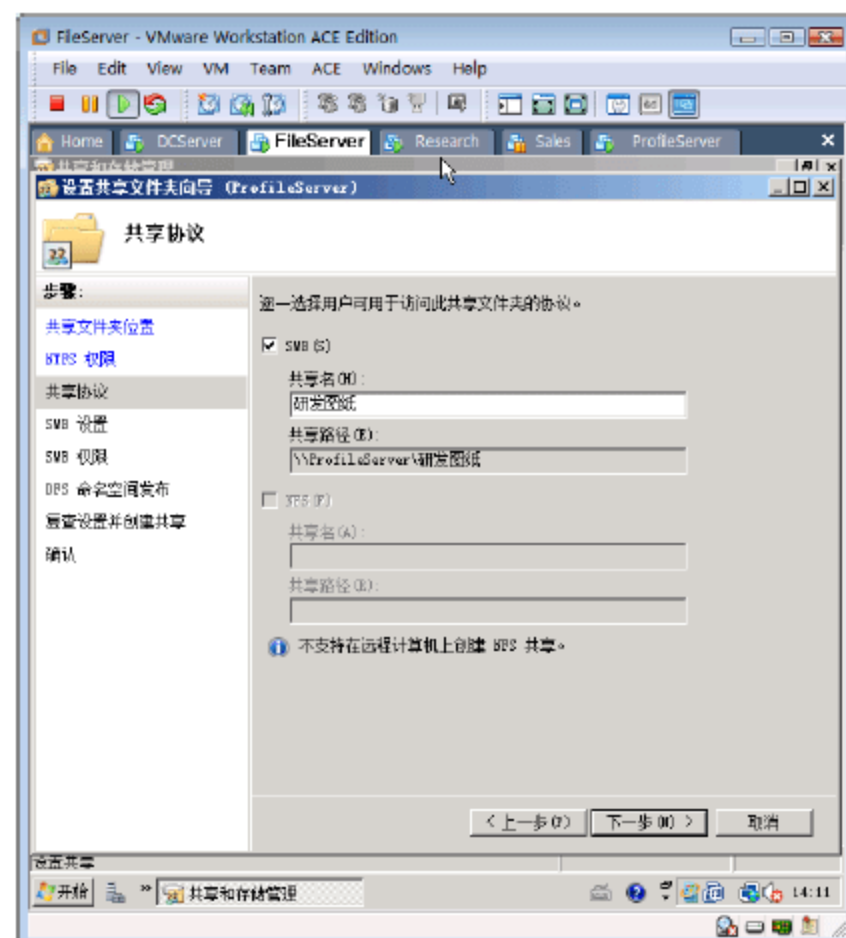 FileServer - VMware Workstation ACE Edition
File Edit View VM Team ACE Windows Help
Home DCServer FileServer Research Sales ProfileServer
共享和存储管理
设置共享文件夹向导 (ProfileServer)
共享协议
步骤:
共享文件夹位置
NTFS 权限
共享协议
SMB 设置
SMB 权限
DFS 命名空间发布
复查设置并创建共享
确认
逐一选择用户可用于访问此共享文件夹的协议。
SMB(S)
共享名(H):
研发图纸
共享路径(E):
\\ProfileServer\研发图纸
NFS(F)
共享名(A):
共享路径(R):
不支持在远程计算机上创建 NFS 共享。
<上一步(P) 下一步(N) > 取消
设置共享
开始 » 共享和存储管理 14:11